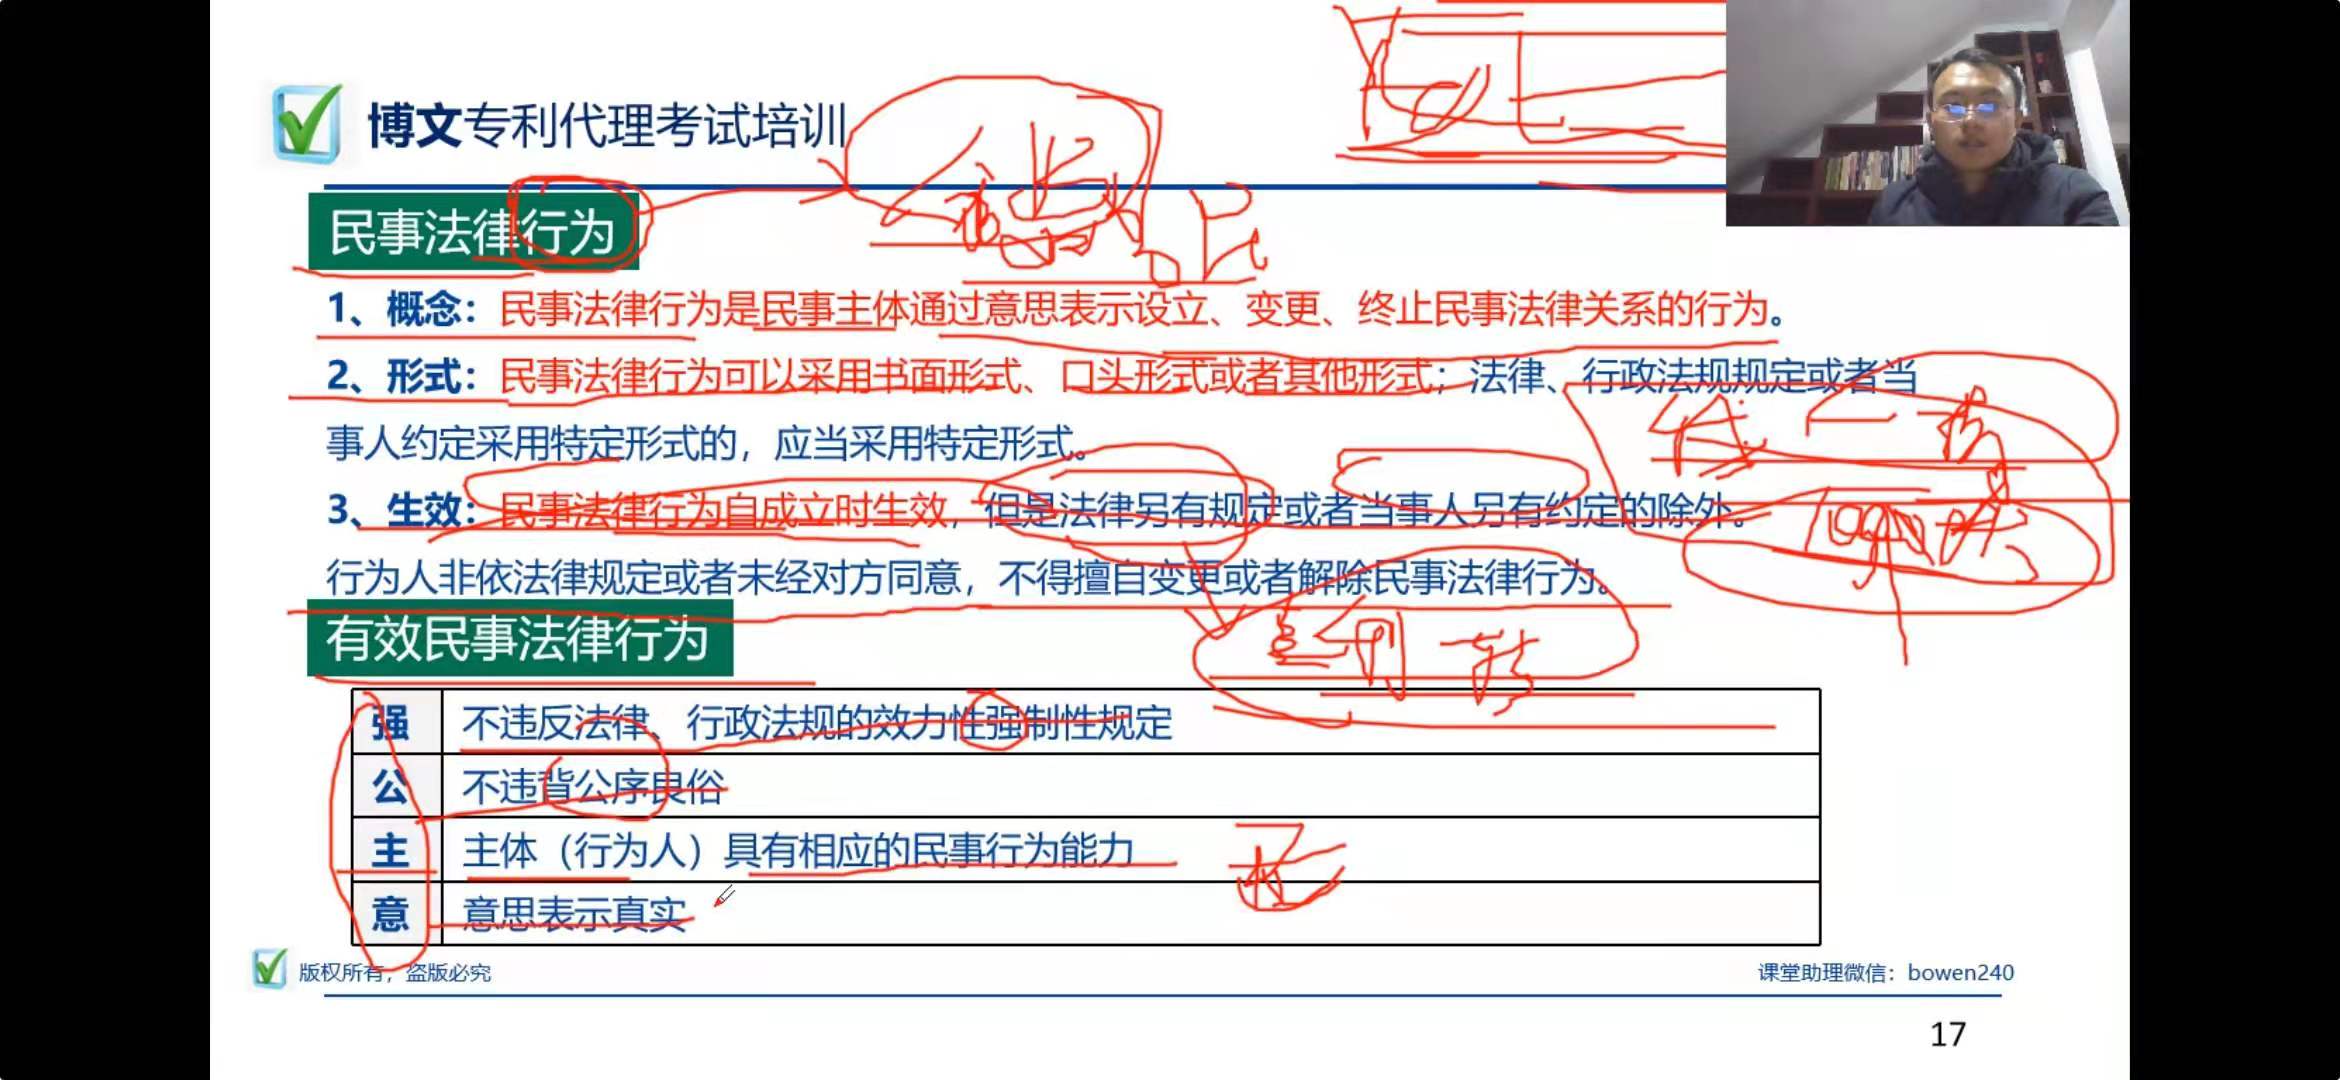 博文专利代理考试培训
民事法律行为
1、概念：民事法律行为是民事主体通过意思表示设立、变更、终止民事法律关系的行为。
2、形式：民事法律行为可以采用书面形式、口头形式或者其他形式；法律、行政法规规定或者当
事人约定采用特定形式的，应当采用特定形式。
3、生效：民事法律行为自成立时生效，但是法律另有规定或者当事人另有约定的除外。
行为人非依法律规定或者未经对方同意，不得擅自变更或者解除民事法律行为。
有效民事法律行为
强 不违反法律、行政法规的效力性强制性规定
公 不违背公序良俗
主 主体（行为人）具有相应的民事行为能力
意 意思表示真实
版权所有，盗版必究
课堂助理微信：bowen240
17